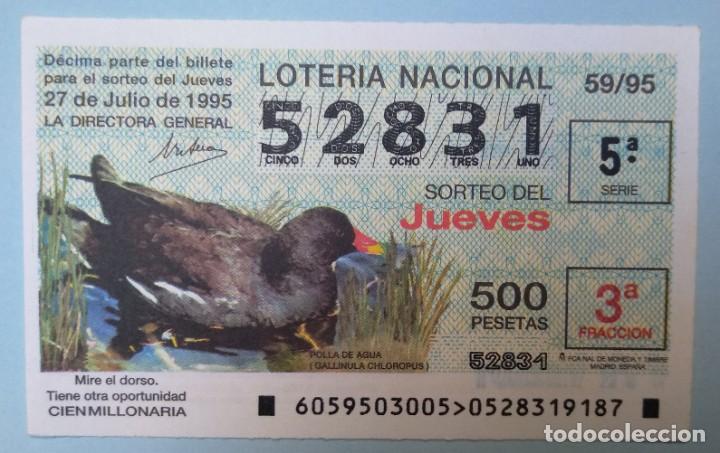 Décima parte del billete
para el sorteo del Jueves
27 de Julio de 1995
LA DIRECTORA GENERAL
LOTERIA NACIONAL
59/95
52831
CINCO DOS OCHO TRES UNO
5ª
SERIE
SORTEO DEL
Jueves
500
PESETAS
3ª
FRACCION
POLLA DE AGUA
(GALLINULA CHLOROPUS)
52831
FCA NAL DE MONEDA Y TIMBRE
MADRID. ESPAÑA
Mire el dorso.
Tiene otra oportunidad
CIENMILLONARIA
6059503005>0528319187
todocoleccion